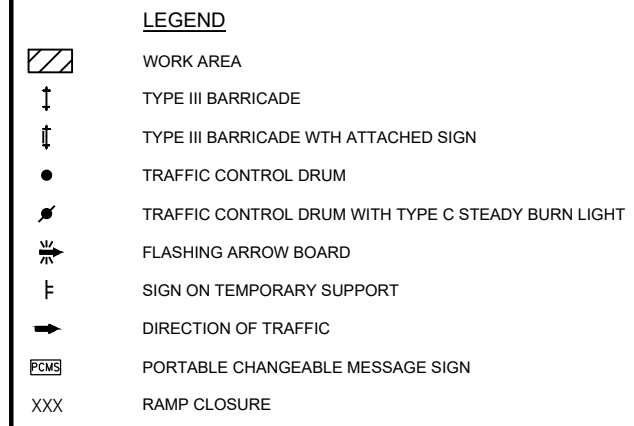 LEGEND
WORK AREA
TYPE III BARRICADE
TYPE III BARRICADE WTH ATTACHED SIGN
TRAFFIC CONTROL DRUM
TRAFFIC CONTROL DRUM WITH TYPE C STEADY BURN LIGHT
FLASHING ARROW BOARD
SIGN ON TEMPORARY SUPPORT
DIRECTION OF TRAFFIC
PCMS PORTABLE CHANGEABLE MESSAGE SIGN
XXX RAMP CLOSURE